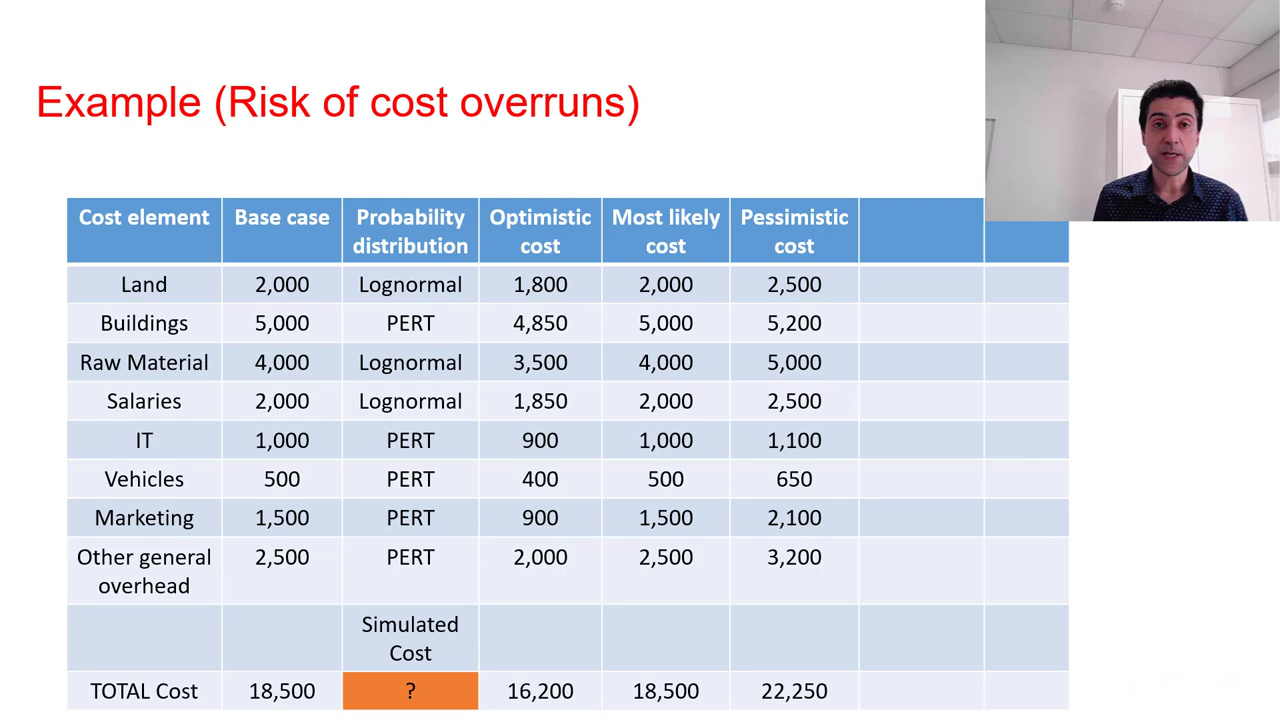 Example (Risk of cost overruns)
Cost element Base case Probability distribution Optimistic cost Most likely cost Pessimistic cost
Land 2,000 Lognormal 1,800 2,000 2,500
Buildings 5,000 PERT 4,850 5,000 5,200
Raw Material 4,000 Lognormal 3,500 4,000 5,000
Salaries 2,000 Lognormal 1,850 2,000 2,500
IT 1,000 PERT 900 1,000 1,100
Vehicles 500 PERT 400 500 650
Marketing 1,500 PERT 900 1,500 2,100
Other general overhead 2,500 PERT 2,000 2,500 3,200
Simulated Cost
TOTAL Cost 18,500 ? 16,200 18,500 22,250